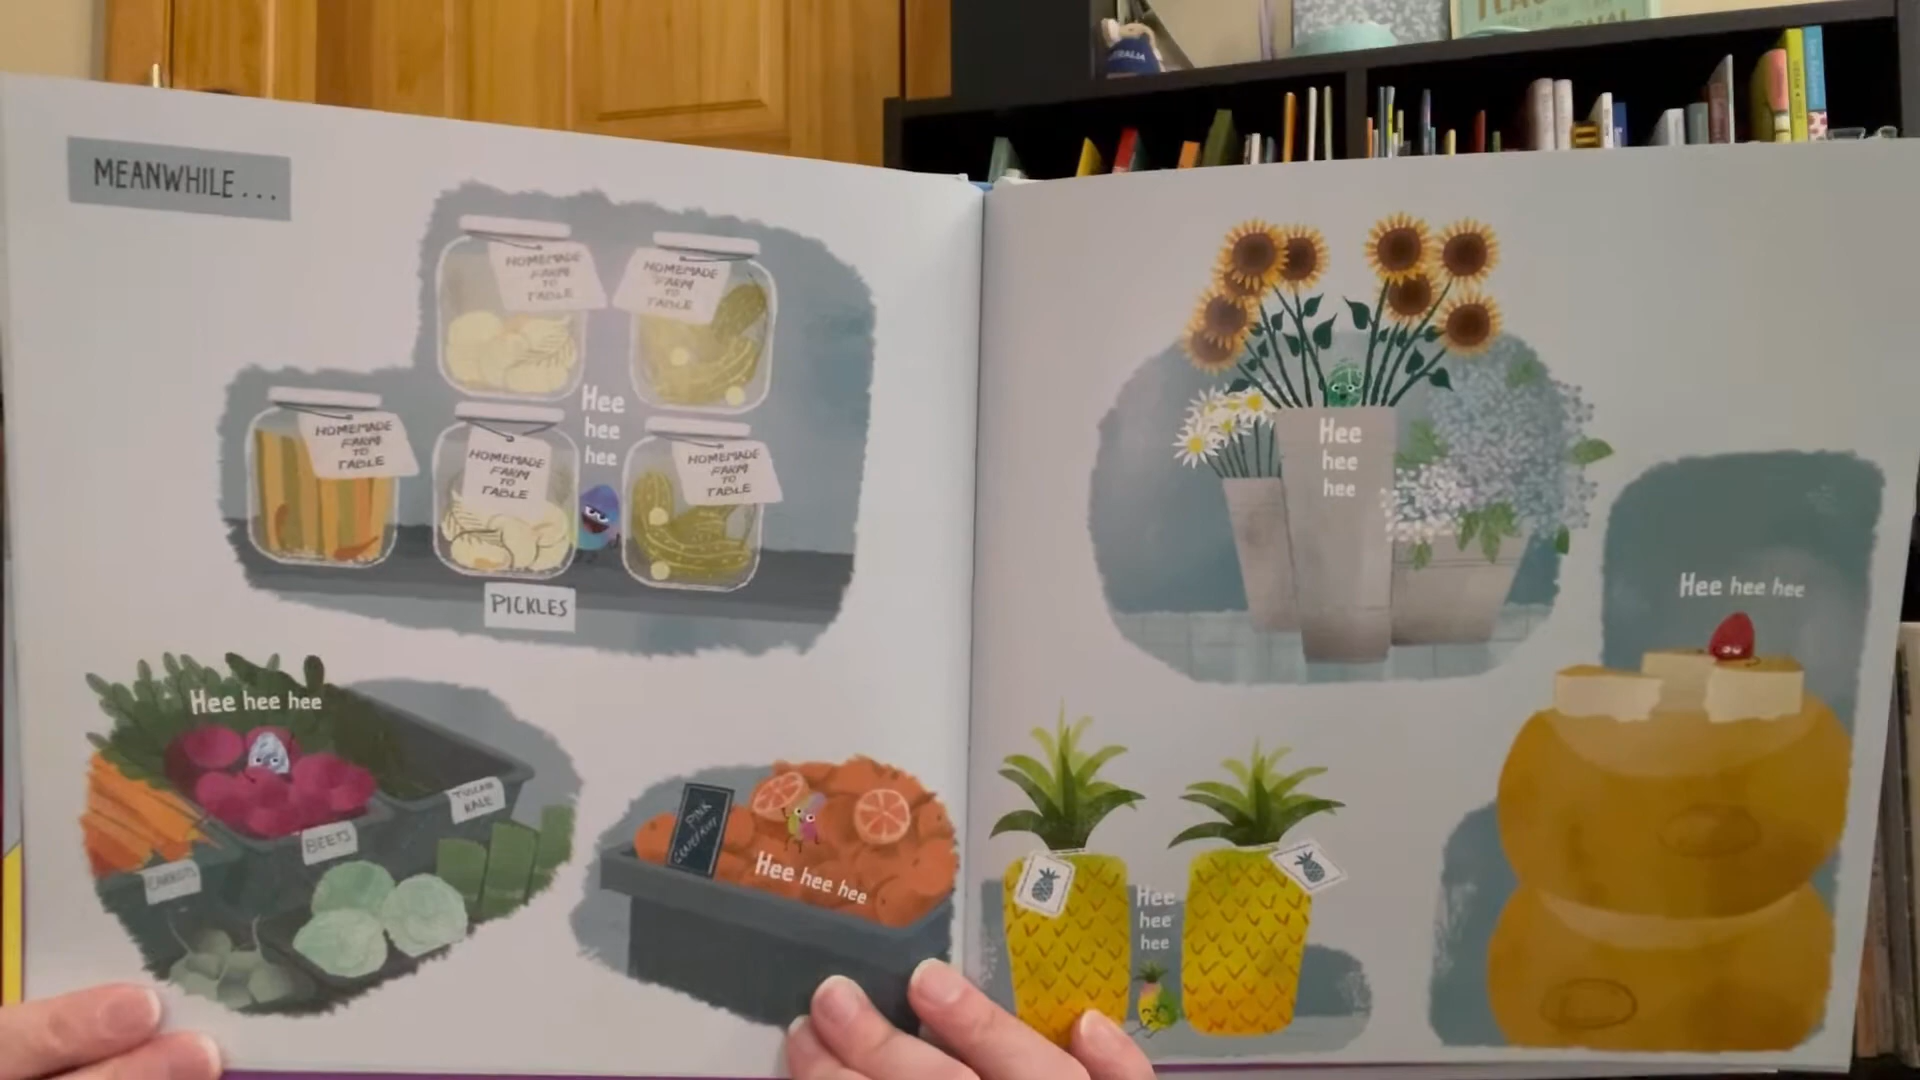 MEANWHILE...
HOMEMADE
FARM
TO
TABLE
HOMEMADE
FARM
TO
TABLE
HOMEMADE
FARM
TO
TABLE
HOMEMADE
FARM
TO
TABLE
HOMEMADE
FARM
TO
TABLE
Hee
hee
hee
PICKLES
Hee hee hee
TUSCAN
KALE
BEETS
CARROTS
PINK
GRAPEFRUIT
Hee hee hee
Hee
hee
hee
Hee hee hee
Hee
hee
hee